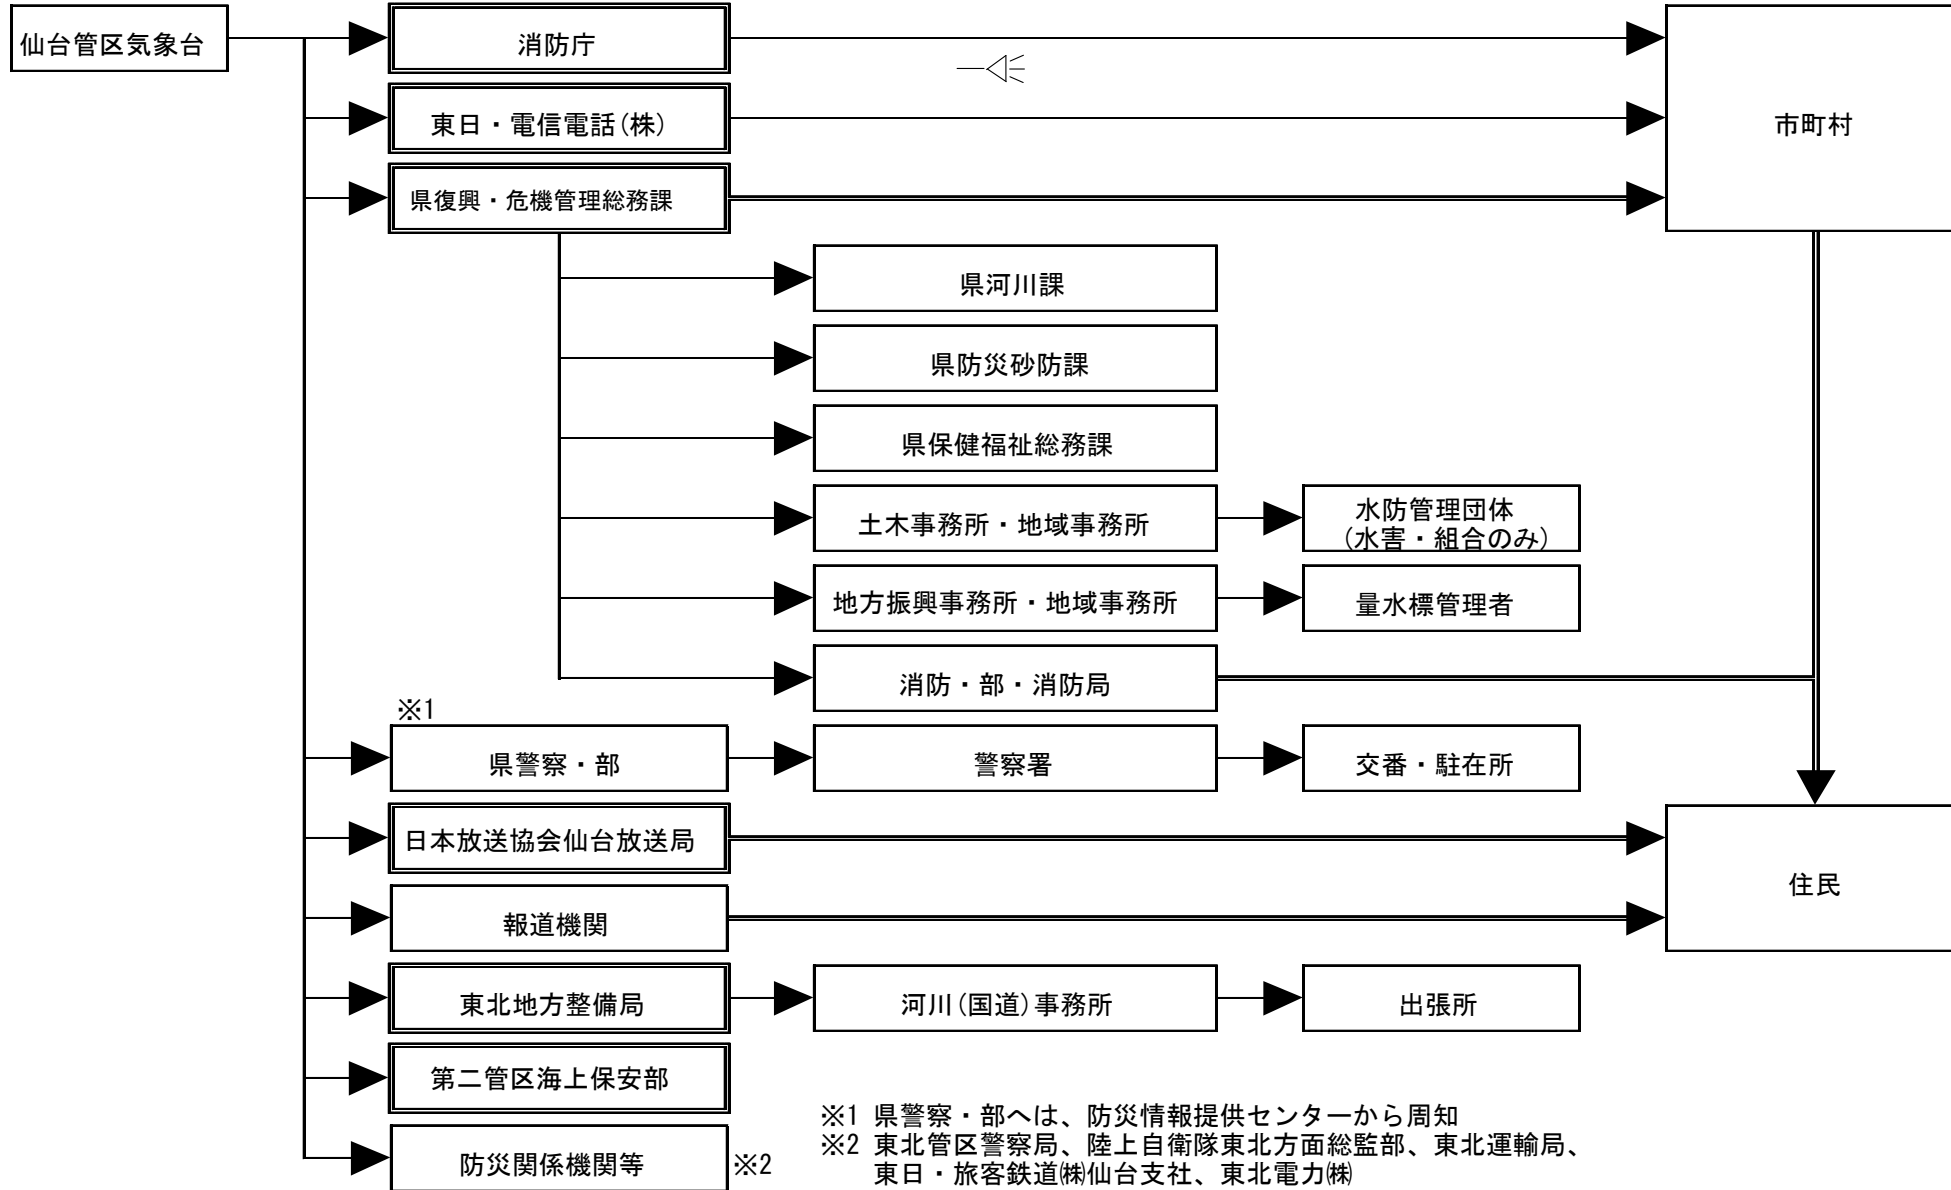 仙台管区気象台
消防庁
東日・電信電話(株)
市町村
県復興・危機管理総務課
県河川課
県防災砂防課
県保健福祉総務課
土木事務所・地域事務所
水防管理団体
(水害・組合のみ)
地方振興事務所・地域事務所
量水標管理者
消防・部・消防局
※1
県警察・部
警察署
交番・駐在所
日本放送協会仙台放送局
住民
報道機関
東北地方整備局
河川(国道)事務所
出張所
第二管区海上保安部
防災関係機関等
※2
※1 県警察・部へは、防災情報提供センターから周知
※2 東北管区警察局、陸上自衛隊東北方面総監部、東北運輸局、
東日・旅客鉄道㈱仙台支社、東北電力㈱